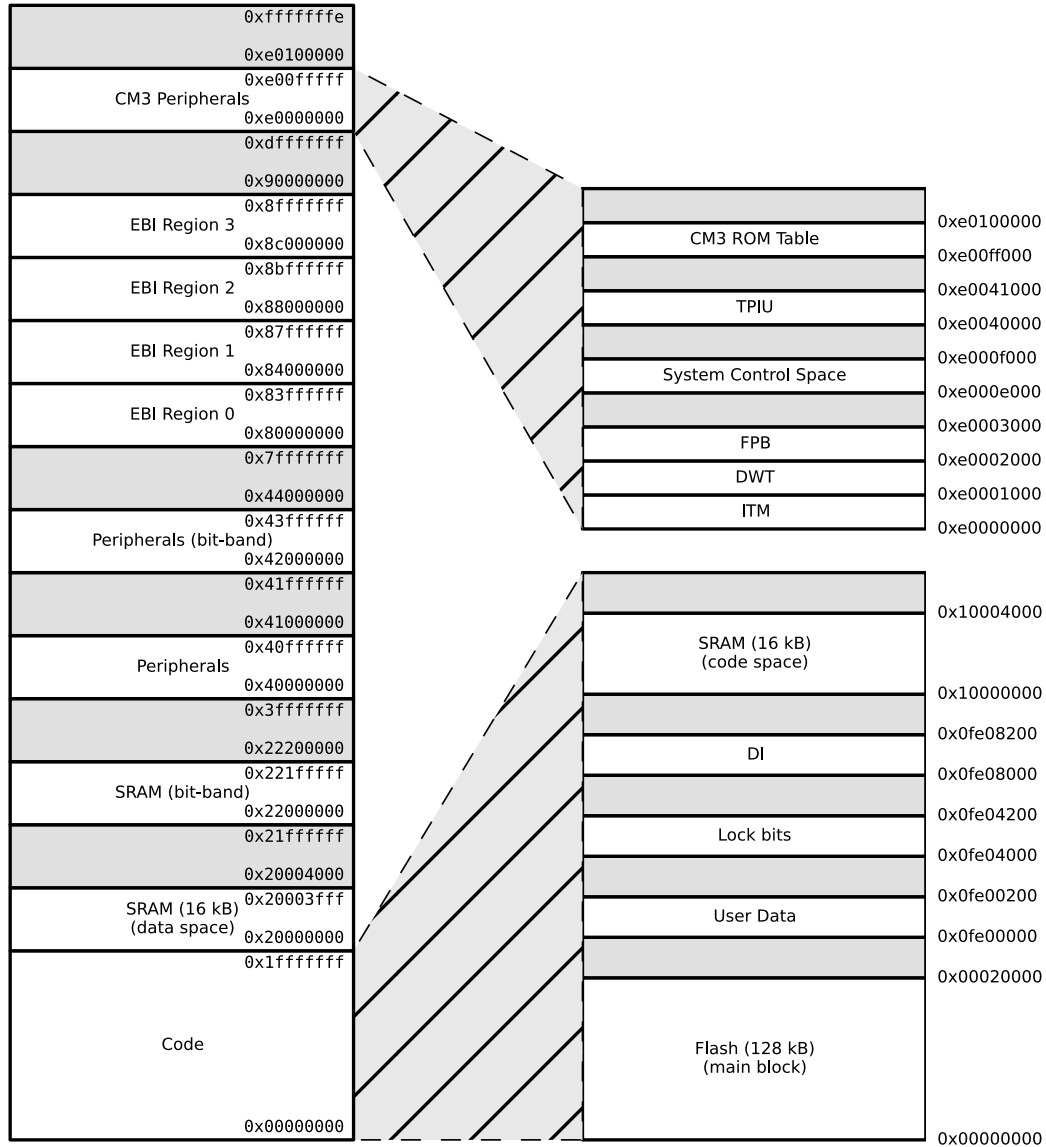 0xfffffffe
0xe0100000
0xe00fffff
CM3 Peripherals
0xe0000000
0xdfffffff
0x90000000
0x8fffffff
EBI Region 3
0x8c000000
0x8bffffff
EBI Region 2
0x88000000
0x87ffffff
EBI Region 1
0x84000000
0x83ffffff
EBI Region 0
0x80000000
0x7fffffff
0x44000000
0x43ffffff
Peripherals (bit-band)
0x42000000
0x41ffffff
0x41000000
0x40ffffff
Peripherals
0x40000000
0x3fffffff
0x22200000
0x221fffff
SRAM (bit-band)
0x22000000
0x21ffffff
0x20004000
0x20003fff
SRAM (16 kB)
(data space)
0x20000000
0x1fffffff
Code
0x00000000
0xe0100000
CM3 ROM Table
0xe00ff000
0xe0041000
TPIU
0xe0040000
0xe000f000
System Control Space
0xe000e000
0xe0003000
FPB
0xe0002000
DWT
0xe0001000
ITM
0xe0000000
0x10004000
SRAM (16 kB)
(code space)
0x10000000
0x0fe08200
DI
0x0fe08000
0x0fe04200
Lock bits
0x0fe04000
0x0fe00200
User Data
0x0fe00000
0x00020000
Flash (128 kB)
(main block)
0x00000000